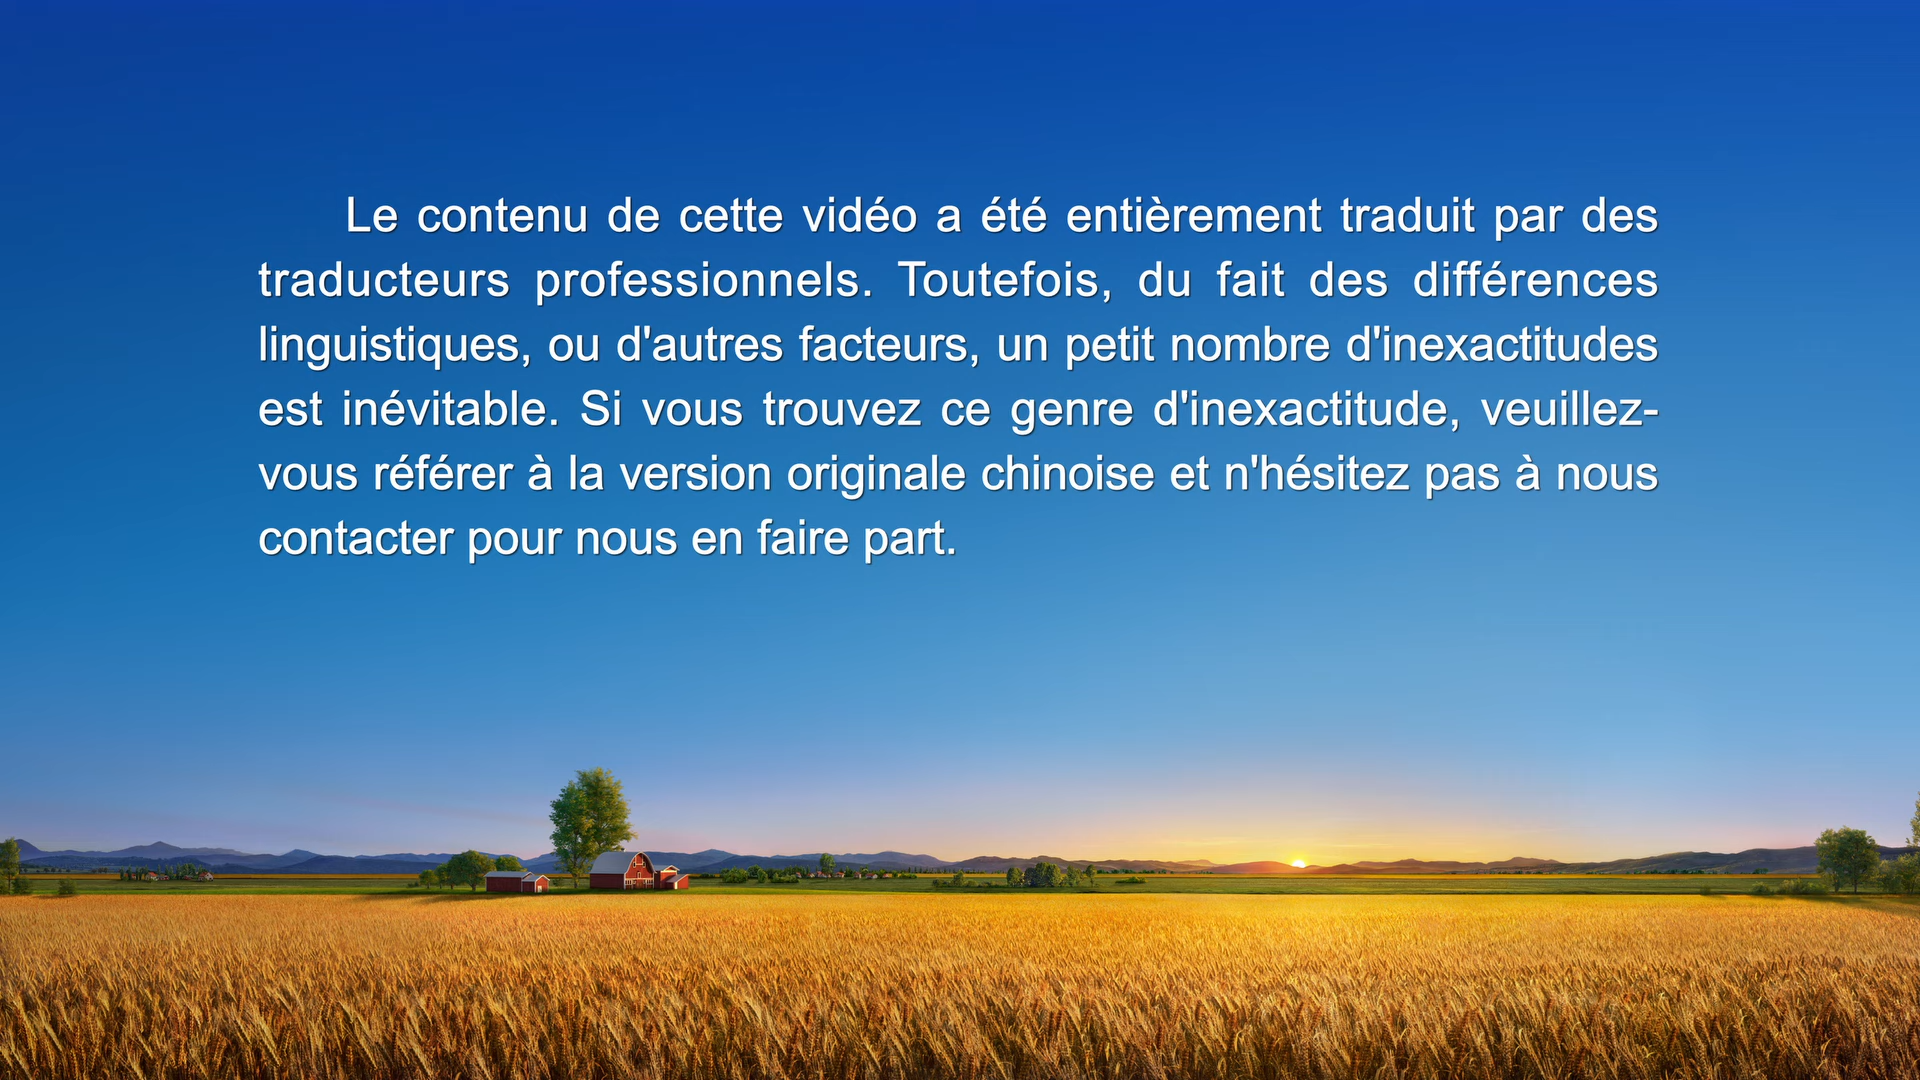 Le contenu de cette vidéo a été entièrement traduit par des
traducteurs professionnels. Toutefois, du fait des différences
linguistiques, ou d'autres facteurs, un petit nombre d'inexactitudes
est inévitable. Si vous trouvez ce genre d'inexactitude, veuillez-
vous référer à la version originale chinoise et n'hésitez pas à nous
contacter pour nous en faire part.